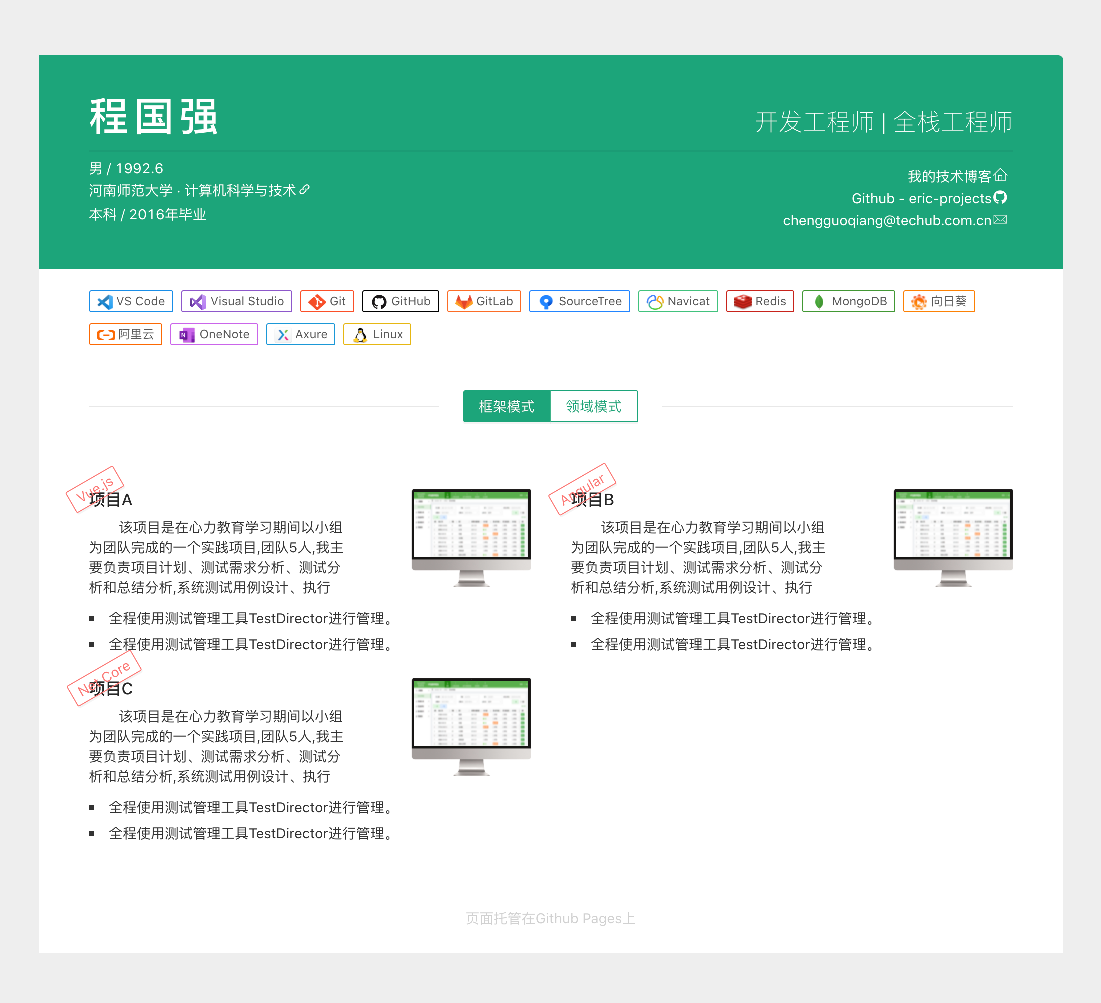 程国强
开发工程师 | 全栈工程师
男 / 1992.6
河南师范大学 · 计算机科学与技术
本科 / 2016年毕业
我的技术博客
Github - eric-projects
chengguoqiang@techub.com.cn
VS Code Visual Studio Git GitHub GitLab SourceTree Navicat Redis MongoDB 向日葵
阿里云 OneNote Axure Linux
框架模式 领域模式
Vue.js
项目A
该项目是在心力教育学习期间以小组
为团队完成的一个实践项目,团队5人,我主
要负责项目计划、测试需求分析、测试分
析和总结分析,系统测试用例设计、执行
全程使用测试管理工具TestDirector进行管理。
全程使用测试管理工具TestDirector进行管理。
Angular
项目B
该项目是在心力教育学习期间以小组
为团队完成的一个实践项目,团队5人,我主
要负责项目计划、测试需求分析、测试分
析和总结分析,系统测试用例设计、执行
全程使用测试管理工具TestDirector进行管理。
全程使用测试管理工具TestDirector进行管理。
Net Core
项目C
该项目是在心力教育学习期间以小组
为团队完成的一个实践项目,团队5人,我主
要负责项目计划、测试需求分析、测试分
析和总结分析,系统测试用例设计、执行
全程使用测试管理工具TestDirector进行管理。
全程使用测试管理工具TestDirector进行管理。
页面托管在Github Pages上